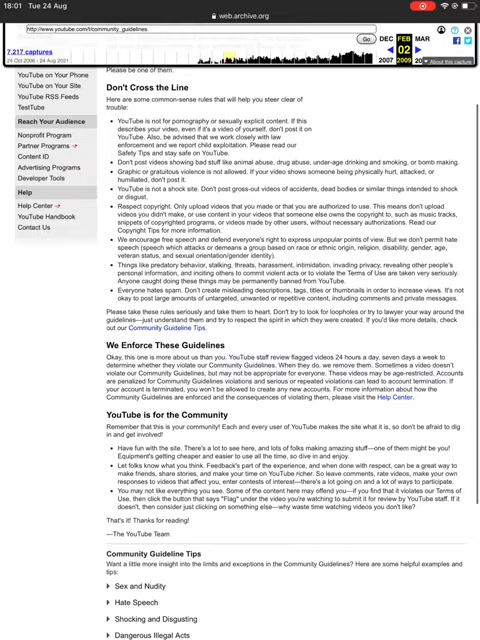 18:01 Tue 24 Aug
web.archive.org
http://www.youtube.com/t/community_guidelines
Go
DEC FEB MAR
7,217 captures
02
24 Oct 2006 - 24 Aug 2021
2007 2009 20
About this capture
Please be one of them.
YouTube on Your Phone
YouTube on Your Site
YouTube RSS Feeds
TestTube
Reach Your Audience
Nonprofit Program
Partner Programs
Content ID
Advertising Programs
Developer Tools
Help
Help Center
YouTube Handbook
Contact Us
Don't Cross the Line
Here are some common-sense rules that will help you steer clear of
trouble:
• YouTube is not for pornography or sexually explicit content. If this
describes your video, even if it's a video of yourself, don't post it on
YouTube. Also, be advised that we work closely with law
enforcement and we report child exploitation. Please read our
Safety Tips and stay safe on YouTube.
• Don't post videos showing bad stuff like animal abuse, drug abuse, under-age drinking and smoking, or bomb making.
• Graphic or gratuitous violence is not allowed. If your video shows someone being physically hurt, attacked, or
humiliated, don't post it.
• YouTube is not a shock site. Don't post gross-out videos of accidents, dead bodies or similar things intended to shock
or disgust.
• Respect copyright. Only upload videos that you made or that you are authorized to use. This means don't upload
videos you didn't make, or use content in your videos that someone else owns the copyright to, such as music tracks,
snippets of copyrighted programs, or videos made by other users, without necessary authorizations. Read our
Copyright Tips for more information.
• We encourage free speech and defend everyone's right to express unpopular points of view. But we don't permit hate
speech (speech which attacks or demeans a group based on race or ethnic origin, religion, disability, gender, age,
veteran status, and sexual orientation/gender identity).
• Things like predatory behavior, stalking, threats, harassment, intimidation, invading privacy, revealing other people's
personal information, and inciting others to commit violent acts or to violate the Terms of Use are taken very seriously.
Anyone caught doing these things may be permanently banned from YouTube.
• Everyone hates spam. Don't create misleading descriptions, tags, titles or thumbnails in order to increase views. It's not
okay to post large amounts of untargeted, unwanted or repetitive content, including comments and private messages.
Please take these rules seriously and take them to heart. Don't try to look for loopholes or try to lawyer your way around the
guidelines—just understand them and try to respect the spirit in which they were created. If you'd like more details, check
out our Community Guideline Tips.
We Enforce These Guidelines
Okay, this one is more about us than you. YouTube staff review flagged videos 24 hours a day, seven days a week to
determine whether they violate our Community Guidelines. When they do, we remove them. Sometimes a video doesn't
violate our Community Guidelines, but may not be appropriate for everyone. These videos may be age-restricted. Accounts
are penalized for Community Guidelines violations and serious or repeated violations can lead to account termination. If
your account is terminated, you won't be allowed to create any new accounts. For more information about how the
Community Guidelines are enforced and the consequences of violating them, please visit the Help Center.
YouTube is for the Community
Remember that this is your community! Each and every user of YouTube makes the site what it is, so don't be afraid to dig
in and get involved!
• Have fun with the site. There's a lot to see here, and lots of folks making amazing stuff—one of them might be you!
Equipment's getting cheaper and easier to use all the time, so dive in and enjoy.
• Let folks know what you think. Feedback's part of the experience, and when done with respect, can be a great way to
make friends, share stories, and make your time on YouTube richer. So leave comments, rate videos, make your own
responses to videos that affect you, enter contests of interest—there's a lot going on and a lot of ways to participate.
• You may not like everything you see. Some of the content here may offend you—if you find that it violates our Terms of
Use, then click the button that says "Flag" under the video you're watching to submit it for review by YouTube staff. If it
doesn't, then consider just clicking on something else—why waste time watching videos you don't like?
That's it! Thanks for reading!
—The YouTube Team
Community Guideline Tips
Want a little more insight into the limits and exceptions in the Community Guidelines? Here are some helpful examples and
tips:
Sex and Nudity
Hate Speech
Shocking and Disgusting
Dangerous Illegal Acts